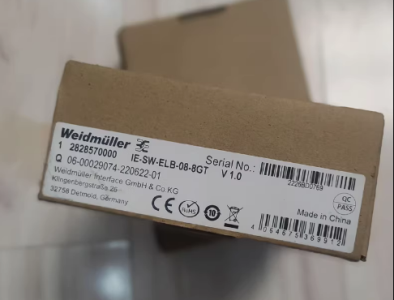 Weidmüller
1 2828570000 IE-SW-ELB-08-8GT V 1.0
Serial No.:
Q 06-00029074-220622-01
Weidmüller Interface GmbH & Co KG
Klingenbergstraße 26
32758 Detmold, Germany
QC
PASS
Made in China